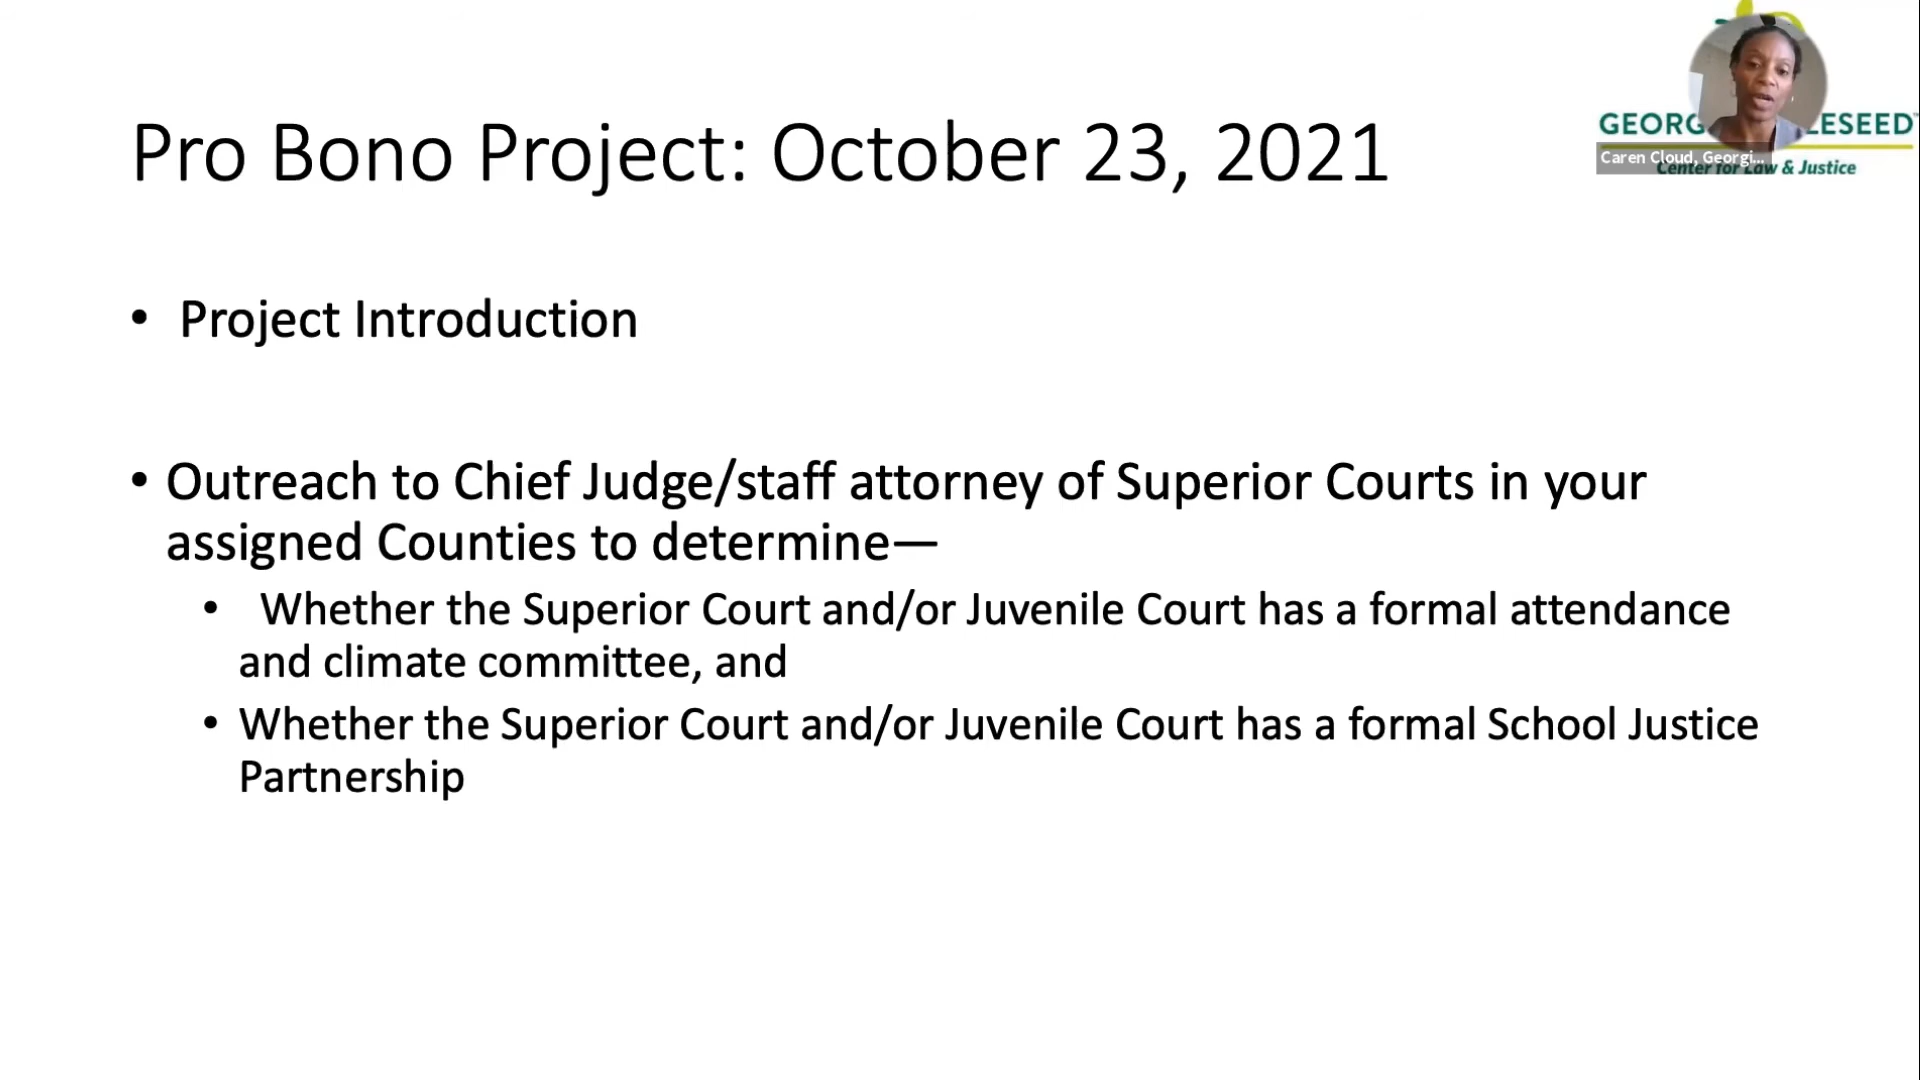 Pro Bono Project: October 23, 2021
GEORG LESEED
Caren Cloud, Georgi...
Center for Law & Justice
• Project Introduction
• Outreach to Chief Judge/staff attorney of Superior Courts in your
assigned Counties to determine—
• Whether the Superior Court and/or Juvenile Court has a formal attendance
and climate committee, and
• Whether the Superior Court and/or Juvenile Court has a formal School Justice
Partnership